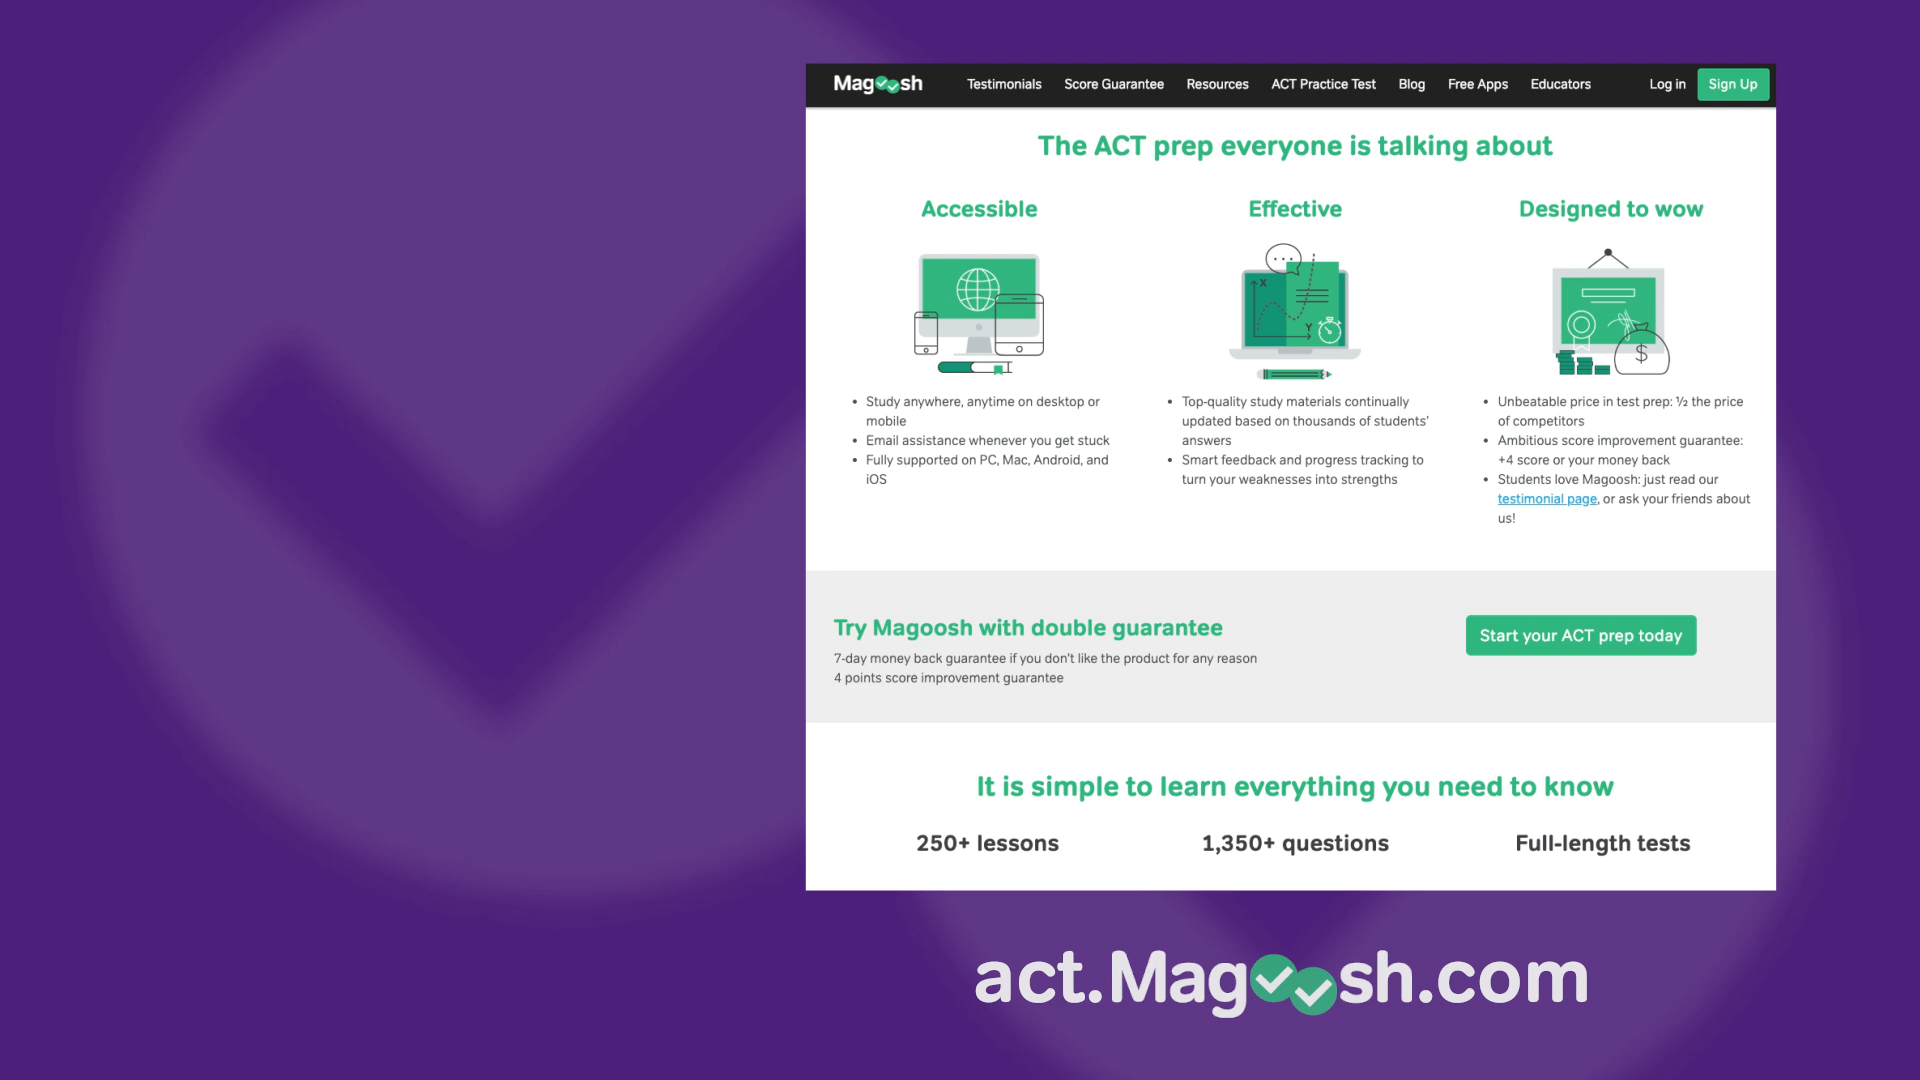 Magoosh Testimonials Score Guarantee Resources ACT Practice Test Blog Free Apps Educators Log in Sign Up
The ACT prep everyone is talking about
Accessible
Study anywhere, anytime on desktop or
mobile
Email assistance whenever you get stuck
Fully supported on PC, Mac, Android, and
iOS
Effective
X
Y
Top-quality study materials continually
updated based on thousands of students'
answers
Smart feedback and progress tracking to
turn your weaknesses into strengths
Designed to wow
$
Unbeatable price in test prep: ½ the price
of competitors
Ambitious score improvement guarantee:
+4 score or your money back
Students love Magoosh: just read our
testimonial page, or ask your friends about
us!
Try Magoosh with double guarantee
7-day money back guarantee if you don't like the product for any reason
4 points score improvement guarantee
Start your ACT prep today
It is simple to learn everything you need to know
250+ lessons
1,350+ questions
Full-length tests
act.Magoosh.com